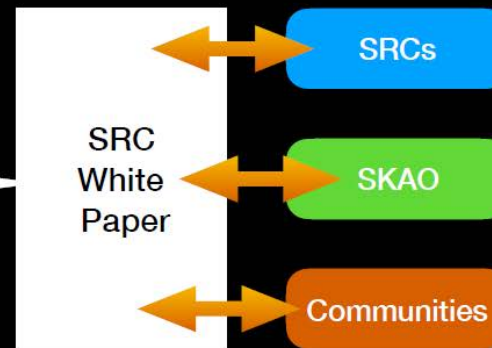 SRC
White
Paper
SRCs
SKAO
Communities